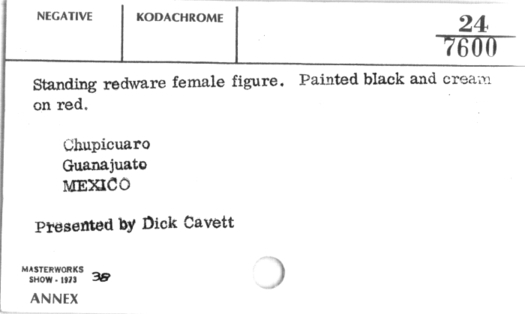 NEGATIVE KODACHROME
24
7600
Standing redware female figure. Painted black and cream
on red.
Chupicuaro
Guanajuato
MEXICO
Presented by Dick Cavett
MASTERWORKS
SHOW - 1973 38
ANNEX